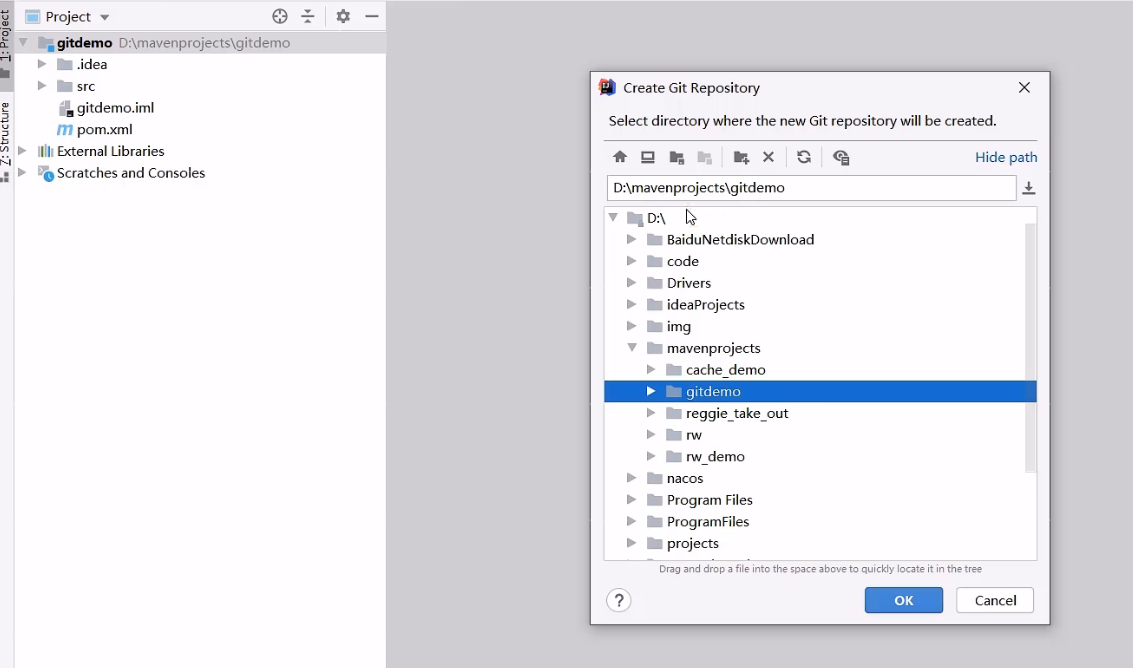 Project
1: Project
gitdemo D:\mavenprojects\gitdemo
.idea
src
gitdemo.iml
pom.xml
External Libraries
Scratches and Consoles
Z: Structure
Create Git Repository
Select directory where the new Git repository will be created.
Hide path
D:\mavenprojects\gitdemo
D:\
BaiduNetdiskDownload
code
Drivers
ideaProjects
img
mavenprojects
cache_demo
gitdemo
reggie_take_out
rw
rw_demo
nacos
Program Files
ProgramFiles
projects
Drag and drop a file into the space above to quickly locate it in the tree
?
OK
Cancel